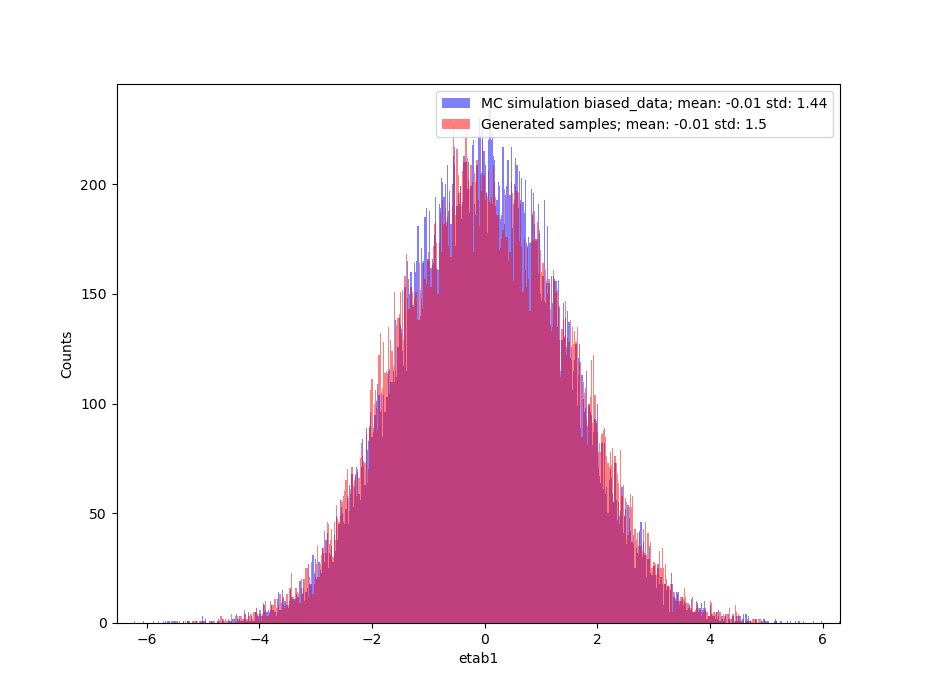 MC simulation biased_data; mean: -0.01 std: 1.44
Generated samples; mean: -0.01 std: 1.5
200
150
100
50
0
Counts
−6 −4 −2 0 2 4 6
etab1